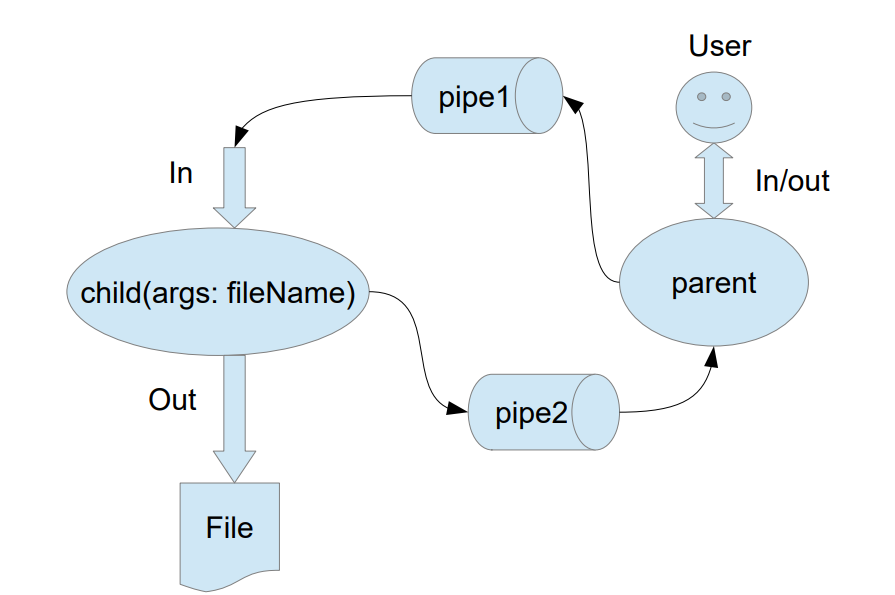 User
pipe1
In
In/out
child(args: fileName)
parent
Out
pipe2
File